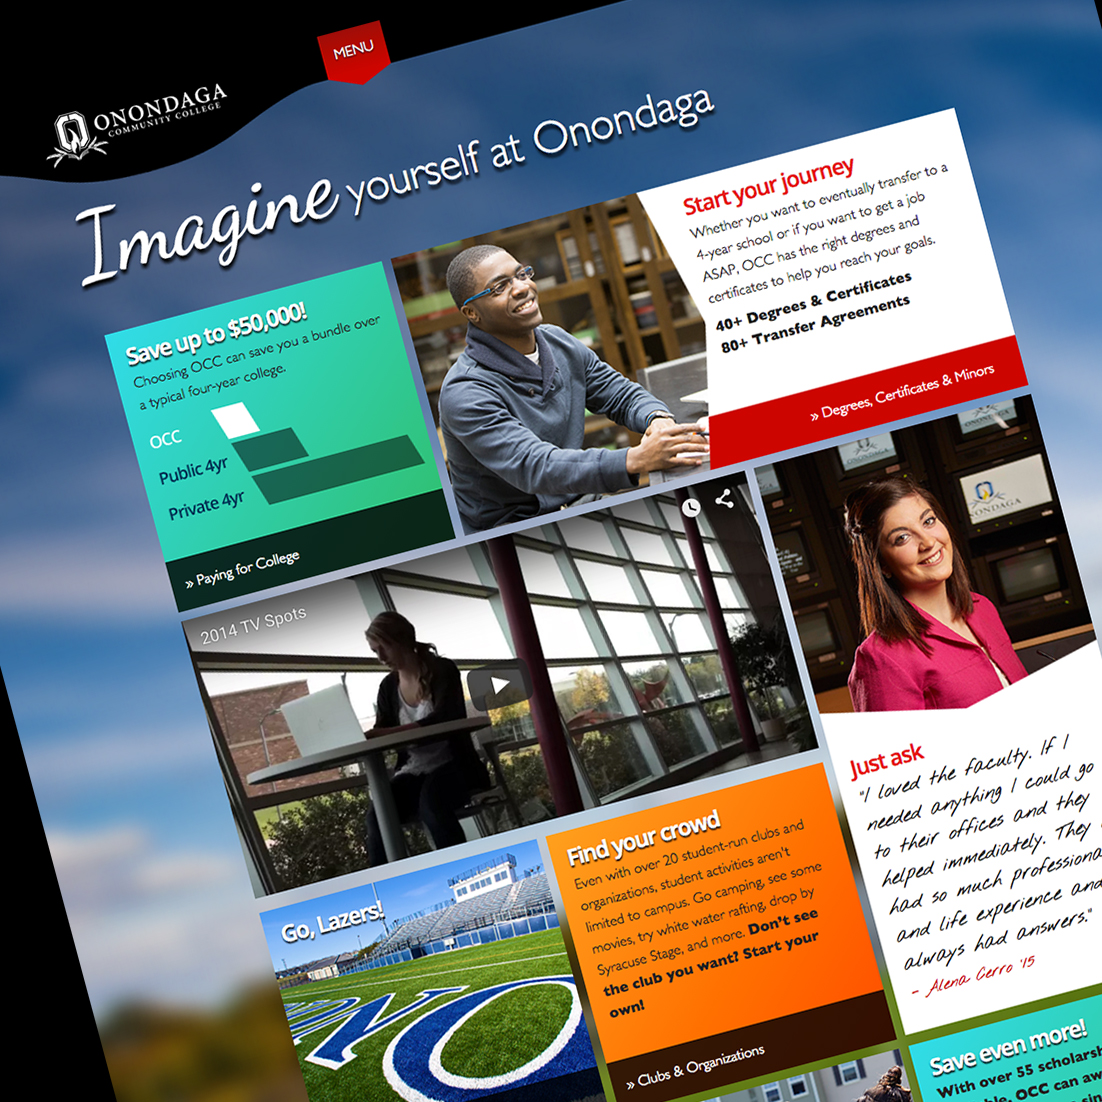 MENU
ONONDAGA
COMMUNITY COLLEGE
Imagine yourself at Onondaga
Save up to $50,000!
Choosing OCC can save you a bundle over
a typical four-year college.
OCC
Public 4yr
Private 4yr
» Paying for College
Start your journey
Whether you want to eventually transfer to a
4-year school or if you want to get a job
ASAP, OCC has the right degrees and
certificates to help you reach your goals.
40+ Degrees & Certificates
80+ Transfer Agreements
» Degrees, Certificates & Minors
2014 TV Spots
ONONDAGA
Just ask
"I loved the faculty. If I
needed anything I could go
to their offices and they
helped immediately. They
had so much professiona
and life experience and
always had answers."
- Alena Cerro '15
Go, Lazers!
NO
Find your crowd
Even with over 20 student-run clubs and
organizations, student activities aren't
limited to campus. Go camping, see some
movies, try white water rafting, drop by
Syracuse Stage, and more. Don't see
the club you want? Start your
own!
» Clubs & Organizations
Save even more!
With over 55 scholarsh
OCC can aw